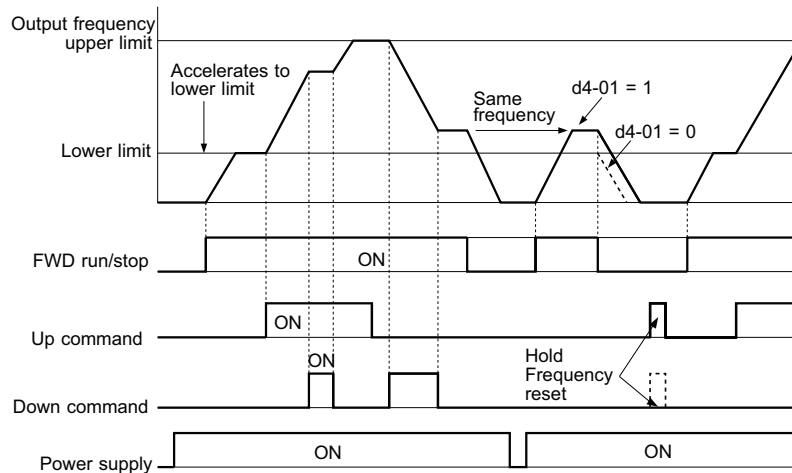 Output frequency
upper limit
Accelerates to
lower limit
Same
frequency
d4-01 = 1
d4-01 = 0
Lower limit
FWD run/stop
ON
Up command
ON
ON
Hold
Frequency
reset
Down command
Power supply
ON
ON